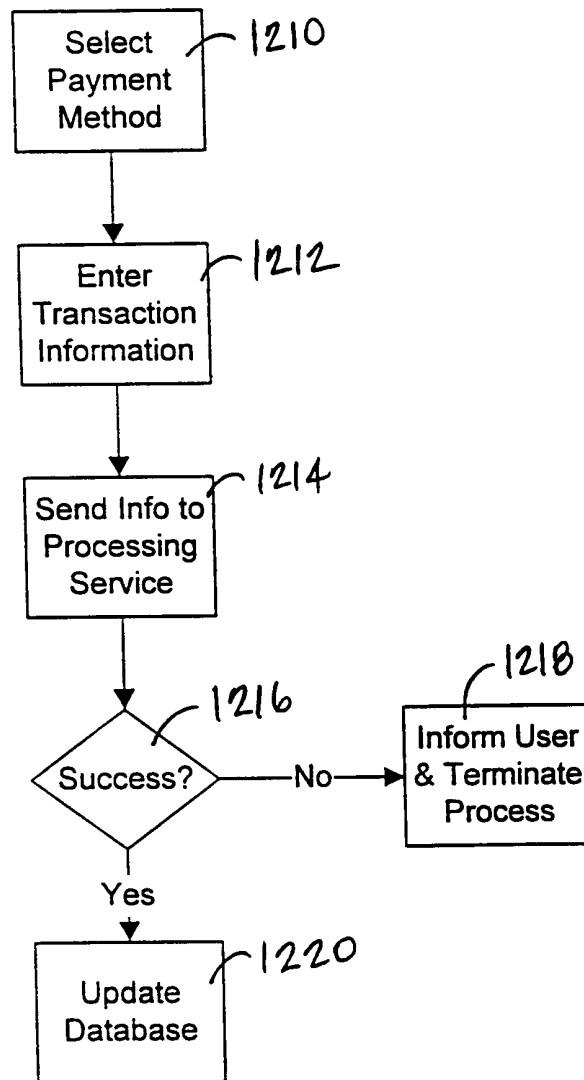 Select
Payment
Method
1210
Enter
Transaction
Information
1212
Send Info to
Processing
Service
1214
Success?
1216
No
Inform User
& Terminate
Process
1218
Yes
Update
Database
1220